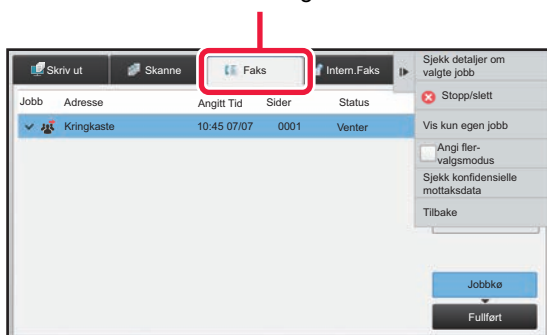 Skriv ut
Skanne
Faks
Intern.Faks
Jobb
Adresse
Angitt Tid
Sider
Status
Kringkaste
10:45 07/07
0001
Venter
Sjekk detaljer om
valgte jobb
Stopp/slett
Vis kun egen jobb
Angi fler-
valgsmodus
Sjekk konfidensielle
mottaksdata
Tilbake
Jobbkø
Fullført